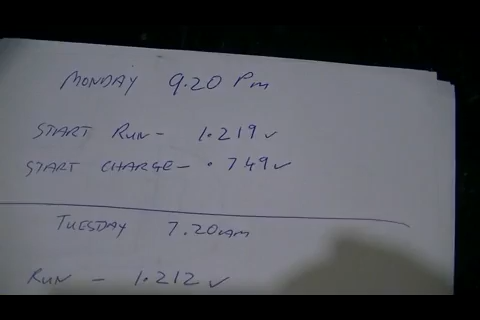 MONDAY 9.20 Pm
START RUN- 1.219v
START CHARGE- .749v
TUESDAY 7.20am
RUN - 1.212v